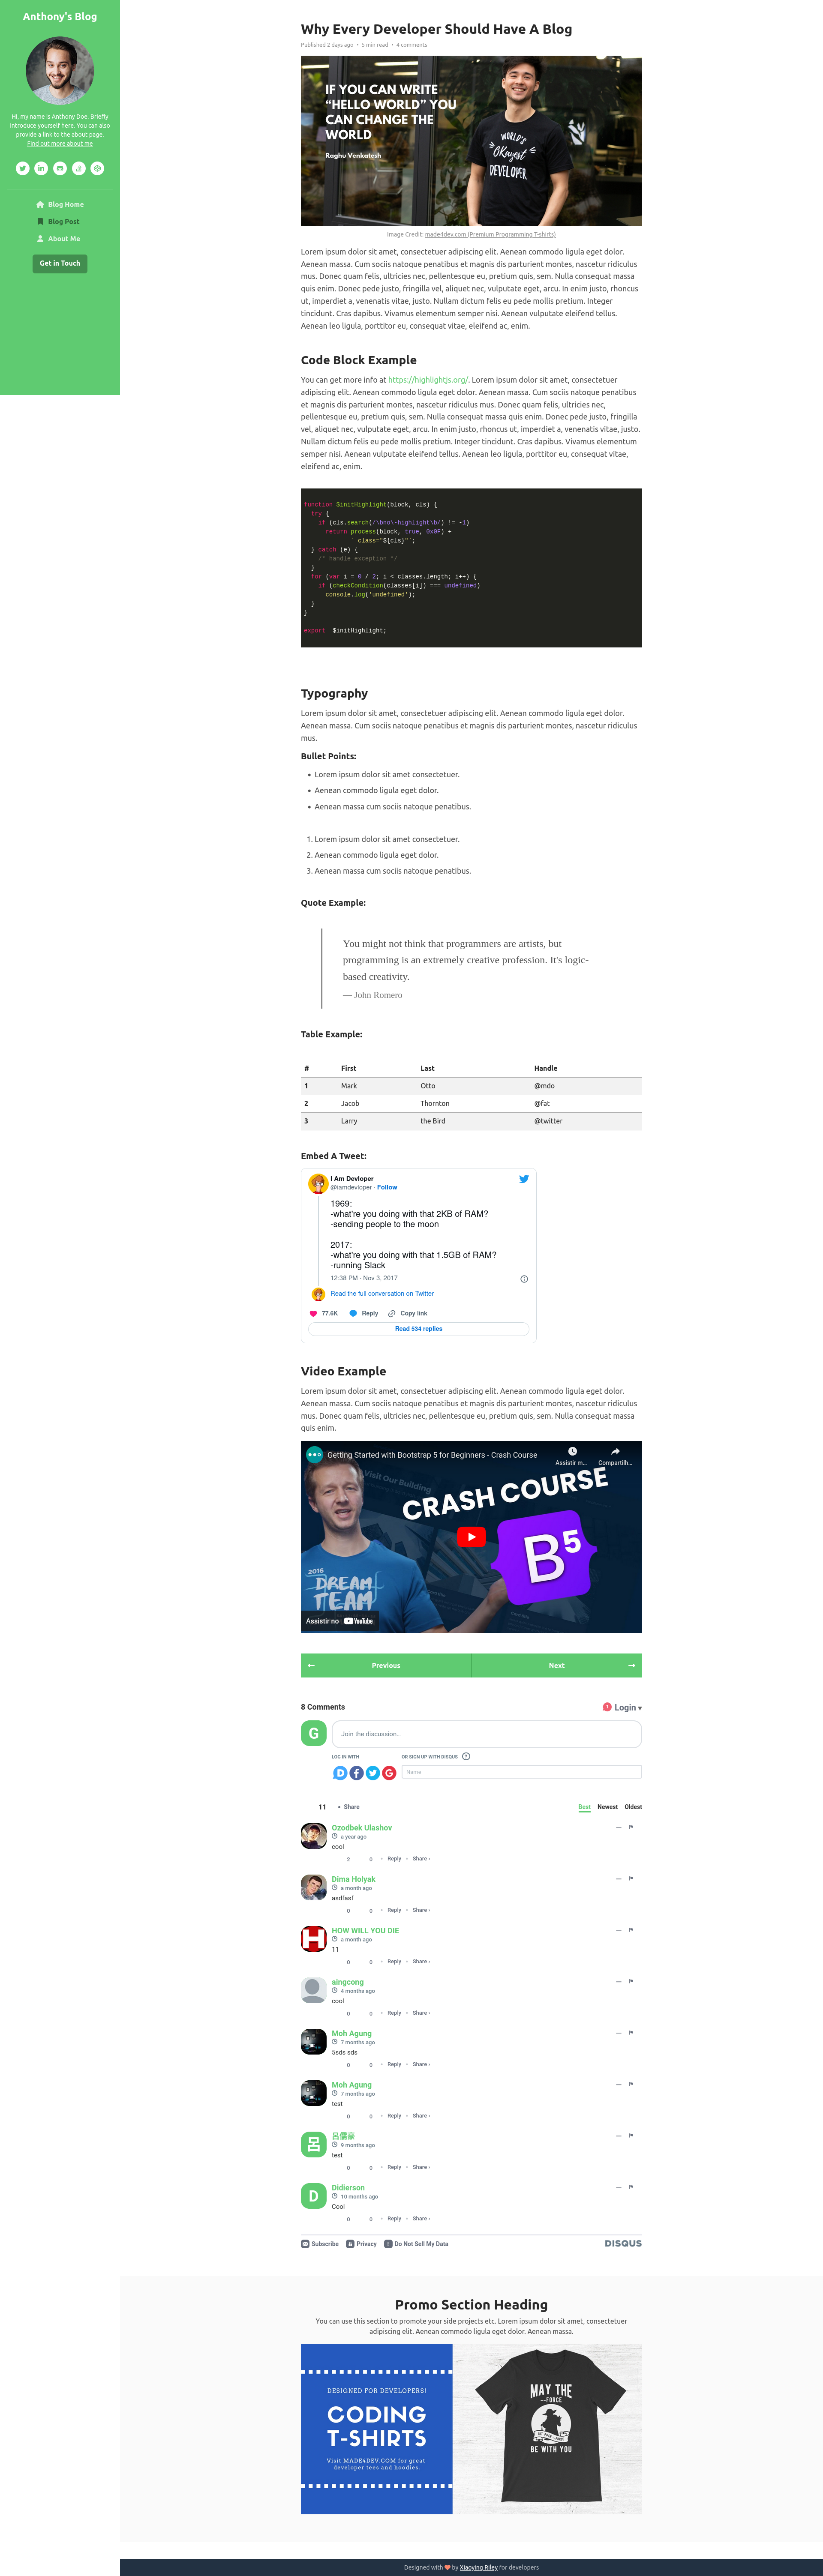 Anthony's Blog
Hi, my name is Anthony Doe. Briefly
introduce yourself here. You can also
provide a link to the about page.
Find out more about me
Blog Home
Blog Post
About Me
Get in Touch
Why Every Developer Should Have A Blog
Published 2 days ago • 5 min read • 4 comments
IF YOU CAN WRITE
“HELLO WORLD” YOU
CAN CHANGE THE
WORLD
Raghu Venkatesh
WORLD'S
OKayest
DEVELOPER
Image Credit: made4dev.com (Premium Programming T-shirts)
Lorem ipsum dolor sit amet, consectetuer adipiscing elit. Aenean commodo ligula eget dolor.
Aenean massa. Cum sociis natoque penatibus et magnis dis parturient montes, nascetur ridiculus
mus. Donec quam felis, ultricies nec, pellentesque eu, pretium quis, sem. Nulla consequat massa
quis enim. Donec pede justo, fringilla vel, aliquet nec, vulputate eget, arcu. In enim justo, rhoncus
ut, imperdiet a, venenatis vitae, justo. Nullam dictum felis eu pede mollis pretium. Integer
tincidunt. Cras dapibus. Vivamus elementum semper nisi. Aenean vulputate eleifend tellus.
Aenean leo ligula, porttitor eu, consequat vitae, eleifend ac, enim.
Code Block Example
You can get more info at https://highlightjs.org/. Lorem ipsum dolor sit amet, consectetuer
adipiscing elit. Aenean commodo ligula eget dolor. Aenean massa. Cum sociis natoque penatibus
et magnis dis parturient montes, nascetur ridiculus mus. Donec quam felis, ultricies nec,
pellentesque eu, pretium quis, sem. Nulla consequat massa quis enim. Donec pede justo, fringilla
vel, aliquet nec, vulputate eget, arcu. In enim justo, rhoncus ut, imperdiet a, venenatis vitae, justo.
Nullam dictum felis eu pede mollis pretium. Integer tincidunt. Cras dapibus. Vivamus elementum
semper nisi. Aenean vulputate eleifend tellus. Aenean leo ligula, porttitor eu, consequat vitae,
eleifend ac, enim.
function $initHighlight(block, cls) {
try {
if (cls.search(/\bno\-highlight\b/) != -1)
return process(block, true, 0x0F) +
` class="${cls}"`;
} catch (e) {
/* handle exception */
}
for (var i = 0 / 2; i < classes.length; i++) {
if (checkCondition(classes[i]) === undefined)
console.log('undefined');
}
}
export $initHighlight;
Typography
Lorem ipsum dolor sit amet, consectetuer adipiscing elit. Aenean commodo ligula eget dolor.
Aenean massa. Cum sociis natoque penatibus et magnis dis parturient montes, nascetur ridiculus
mus.
Bullet Points:
• Lorem ipsum dolor sit amet consectetuer.
• Aenean commodo ligula eget dolor.
• Aenean massa cum sociis natoque penatibus.
1. Lorem ipsum dolor sit amet consectetuer.
2. Aenean commodo ligula eget dolor.
3. Aenean massa cum sociis natoque penatibus.
Quote Example:
You might not think that programmers are artists, but
programming is an extremely creative profession. It's logic-
based creativity.
— John Romero
Table Example:
# First Last Handle
1 Mark Otto @mdo
2 Jacob Thornton @fat
3 Larry the Bird @twitter
Embed A Tweet:
I Am Devloper
@iamdevloper · Follow
1969:
-what're you doing with that 2KB of RAM?
-sending people to the moon
2017:
-what're you doing with that 1.5GB of RAM?
-running Slack
12:38 PM · Nov 3, 2017
Read the full conversation on Twitter
77.6K Reply Copy link
Read 534 replies
Video Example
Lorem ipsum dolor sit amet, consectetuer adipiscing elit. Aenean commodo ligula eget dolor.
Aenean massa. Cum sociis natoque penatibus et magnis dis parturient montes, nascetur ridiculus
mus. Donec quam felis, ultricies nec, pellentesque eu, pretium quis, sem. Nulla consequat massa
quis enim.
Getting Started with Bootstrap 5 for Beginners - Crash Course
Assistir m... Compartilh...
Visit Our Building
CRASH COURSE
B5
2016
DREAM
TEAM
Assistir no YouTube
Previous Next
8 Comments
1 Login
G
Join the discussion...
LOG IN WITH
OR SIGN UP WITH DISQUS ?
Name
11 • Share
Best Newest Oldest
Ozodbek Ulashov
a year ago
cool
2 0 • Reply • Share ›
Dima Holyak
a month ago
asdfasf
0 0 • Reply • Share ›
H
HOW WILL YOU DIE
a month ago
11
0 0 • Reply • Share ›
aingcong
4 months ago
cool
0 0 • Reply • Share ›
Moh Agung
7 months ago
5sds sds
0 0 • Reply • Share ›
Moh Agung
7 months ago
test
0 0 • Reply • Share ›
呂
呂儒豪
9 months ago
test
0 0 • Reply • Share ›
D
Didierson
10 months ago
Cool
0 0 • Reply • Share ›
Subscribe Privacy Do Not Sell My Data
DISQUS
Promo Section Heading
You can use this section to promote your side projects etc. Lorem ipsum dolor sit amet, consectetuer
adipiscing elit. Aenean commodo ligula eget dolor. Aenean massa.
DESIGNED FOR DEVELOPERS!
CODING
T-SHIRTS
Visit MADE4DEV.COM for great
developer tees and hoodies.
MAY THE
FORCE
BE WITH YOU
Designed with by Xiaoying Riley for developers